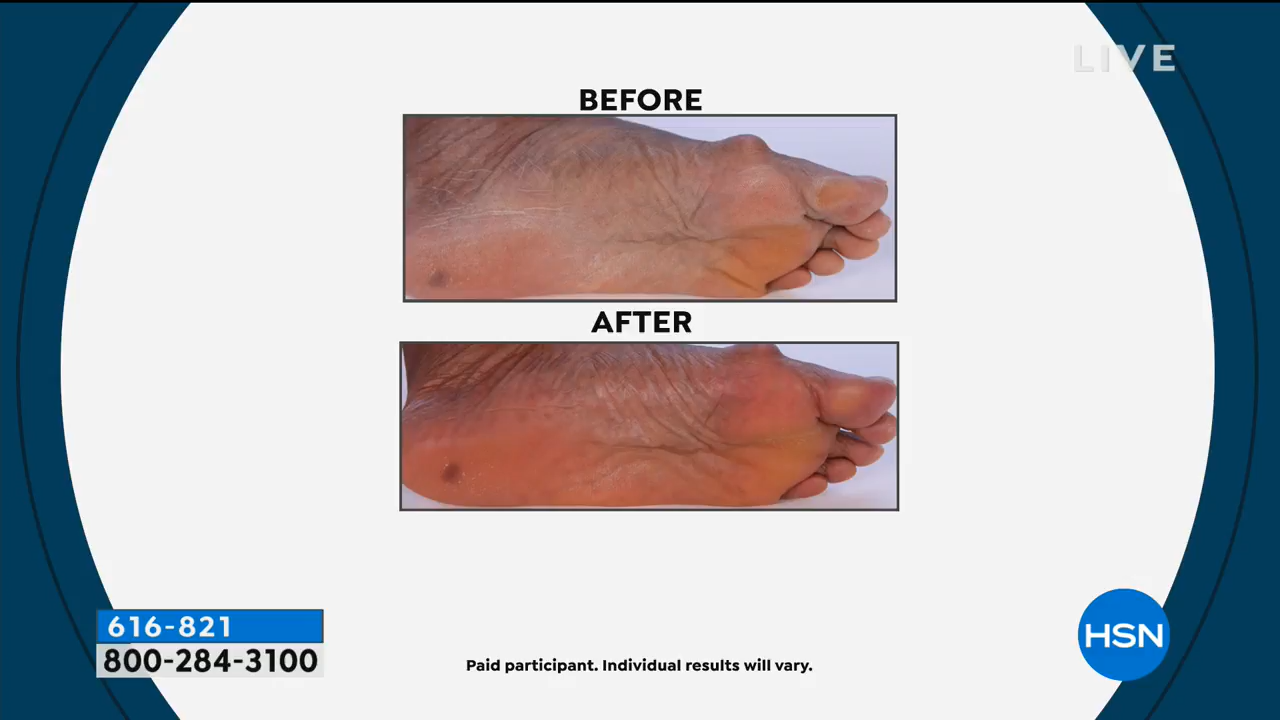 LIVE
BEFORE
AFTER
616-821
800-284-3100
Paid participant. Individual results will vary.
HSN